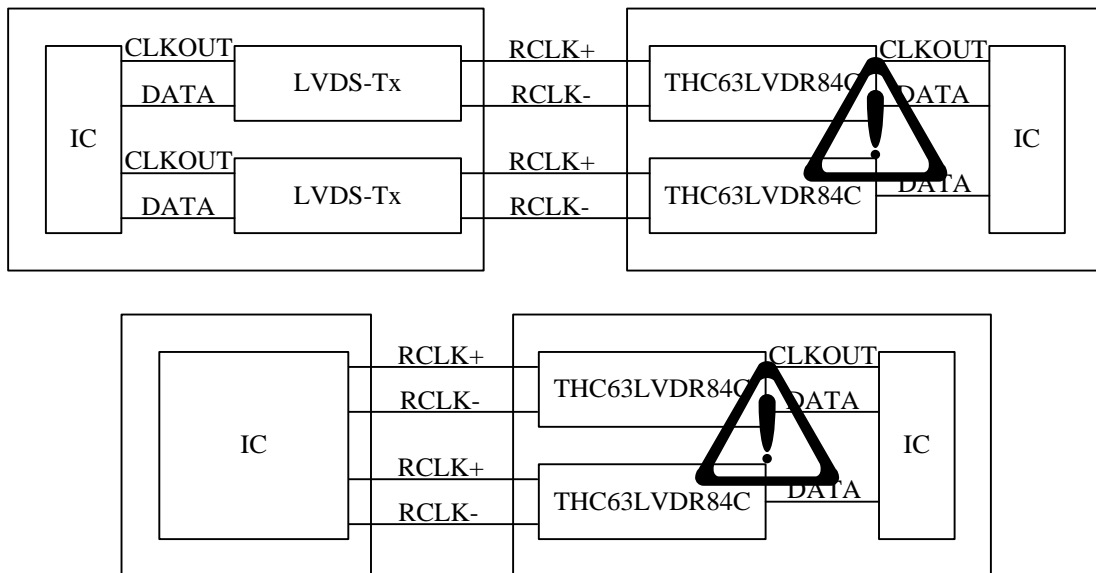 CLKOUT RCLK+ CLKOUT
LVDS-Tx THC63LVDR84C
DATA RCLK- DATA
IC IC
CLKOUT RCLK+
LVDS-Tx THC63LVDR84C DATA
DATA RCLK-
RCLK+ CLKOUT
THC63LVDR84C
RCLK- DATA
IC IC
RCLK+
THC63LVDR84C DATA
RCLK-